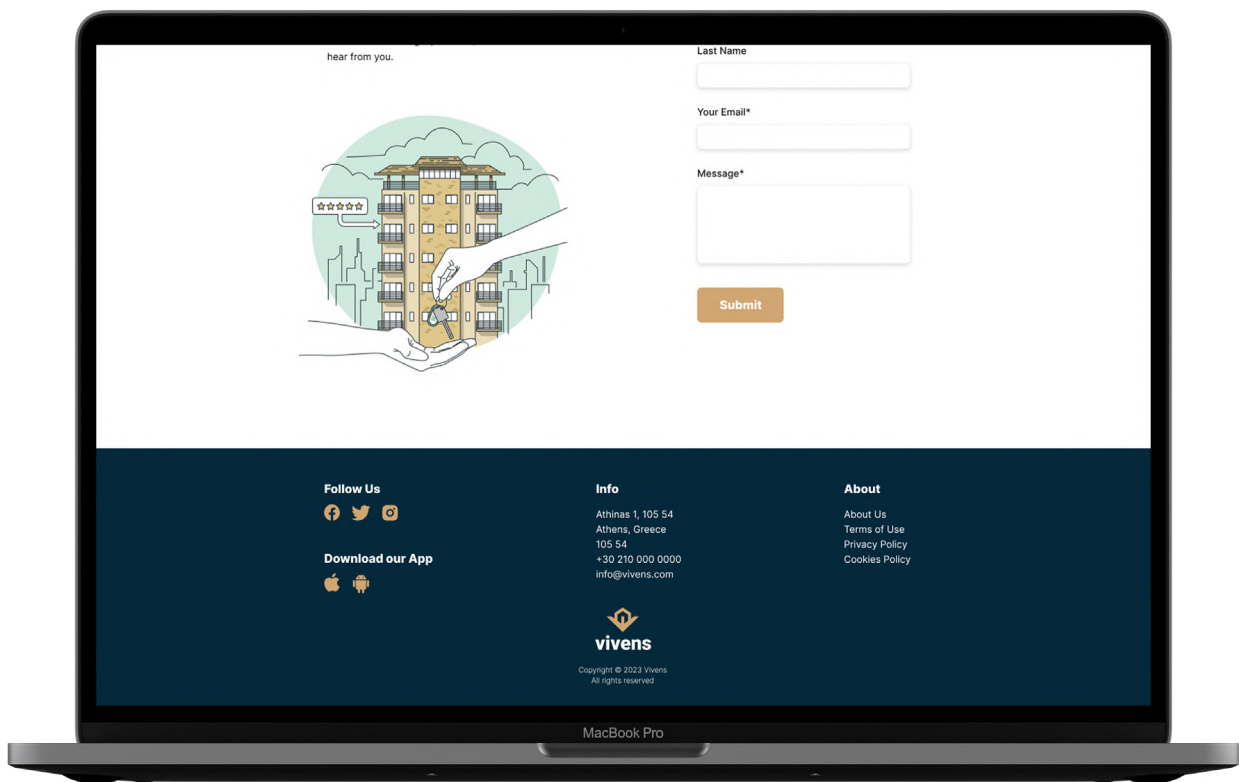 hear from you.
Last Name
Your Email*
Message*
Submit
Follow Us
Download our App
Info
Athinas 1, 105 54
Athens, Greece
105 54
+30 210 000 0000
info@vivens.com
About
About Us
Terms of Use
Privacy Policy
Cookies Policy
vivens
Copyright © 2023 Vivens
All rights reserved
MacBook Pro